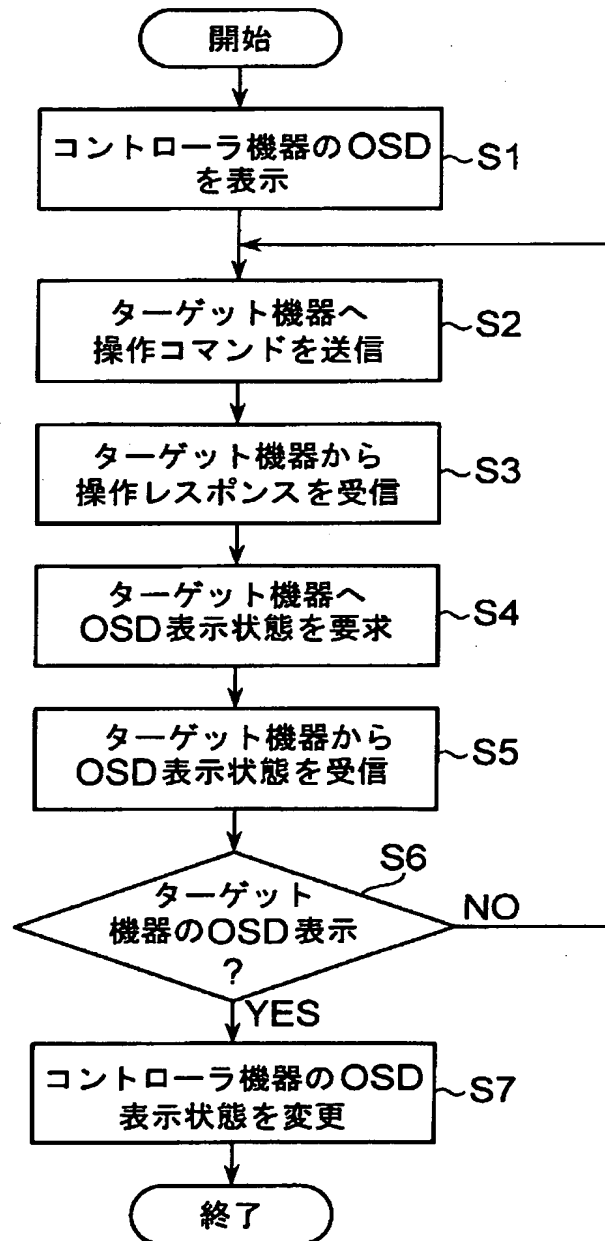 開始
コントローラ機器のOSD
を表示
~S1
ターゲット機器へ
操作コマンドを送信
~S2
ターゲット機器から
操作レスポンスを受信
~S3
ターゲット機器へ
OSD表示状態を要求
~S4
ターゲット機器から
OSD表示状態を受信
~S5
S6
ターゲット
機器のOSD表示
?
NO
YES
コントローラ機器のOSD
表示状態を変更
~S7
終了